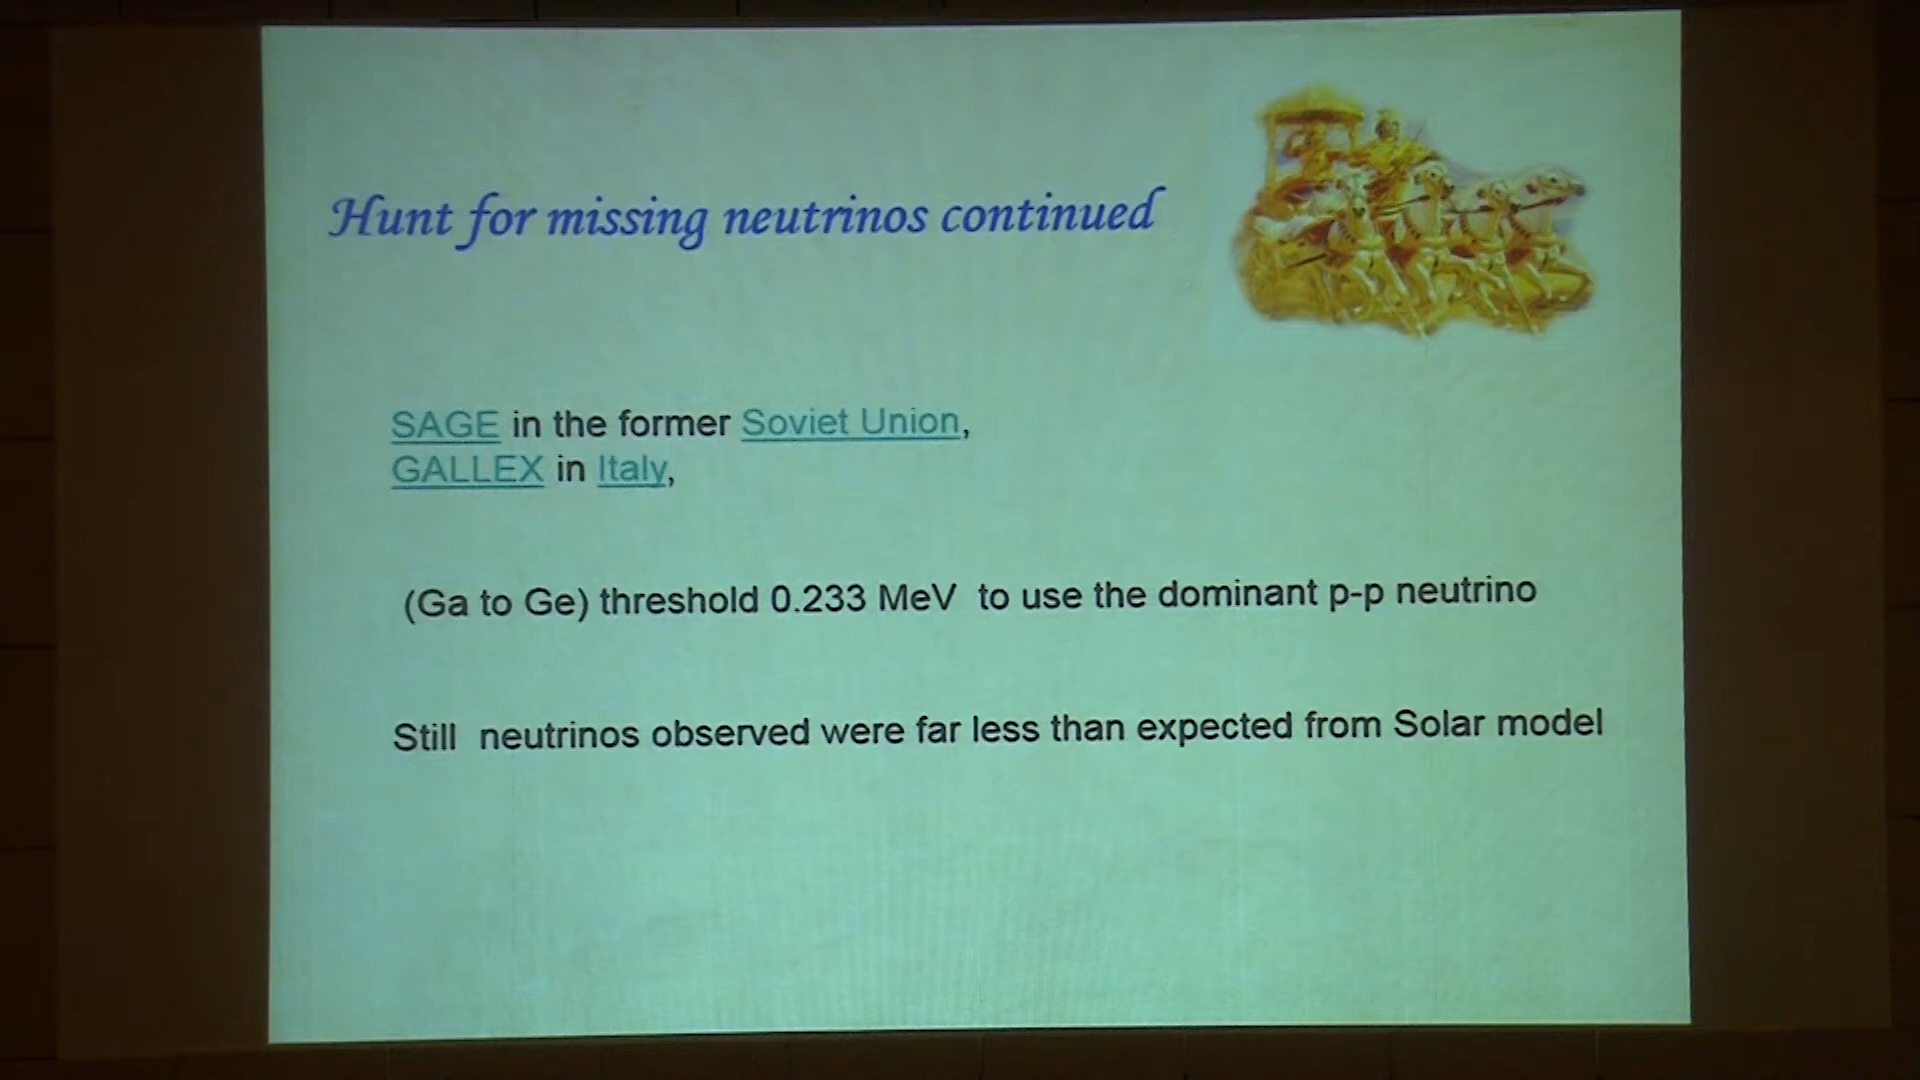 Hunt for missing neutrinos continued
SAGE in the former Soviet Union,
GALLEX in Italy,
(Ga to Ge) threshold 0.233 MeV to use the dominant p-p neutrino
Still neutrinos observed were far less than expected from Solar model